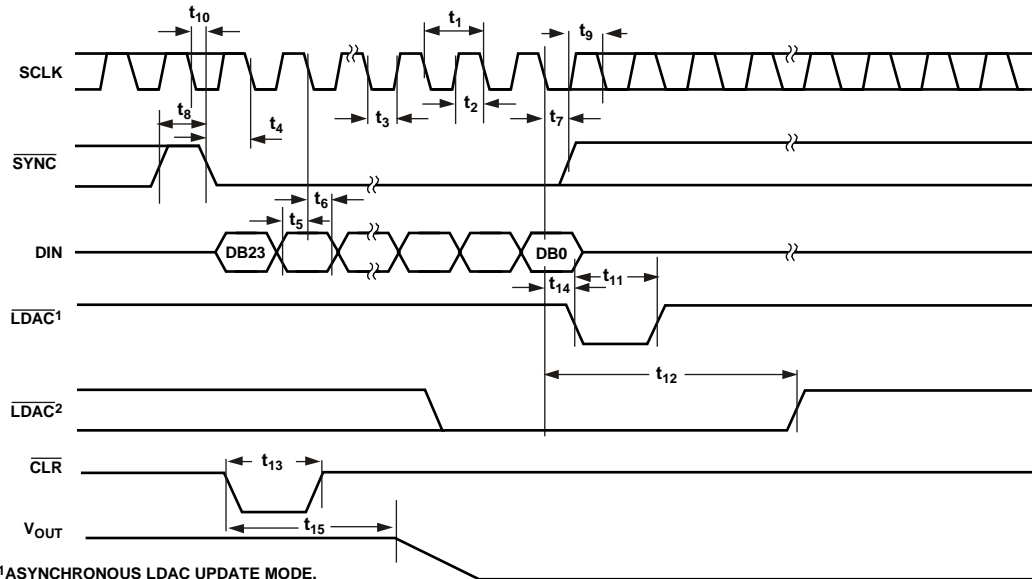 t10
t1
t9
SCLK
t8
t4
t3
t2
t7
SYNC
t6
t5
DIN
DB23
DB0
t14
t11
LDAC1
t12
LDAC2
CLR
t13
t15
VOUT
1ASYNCHRONOUS LDAC UPDATE MODE.